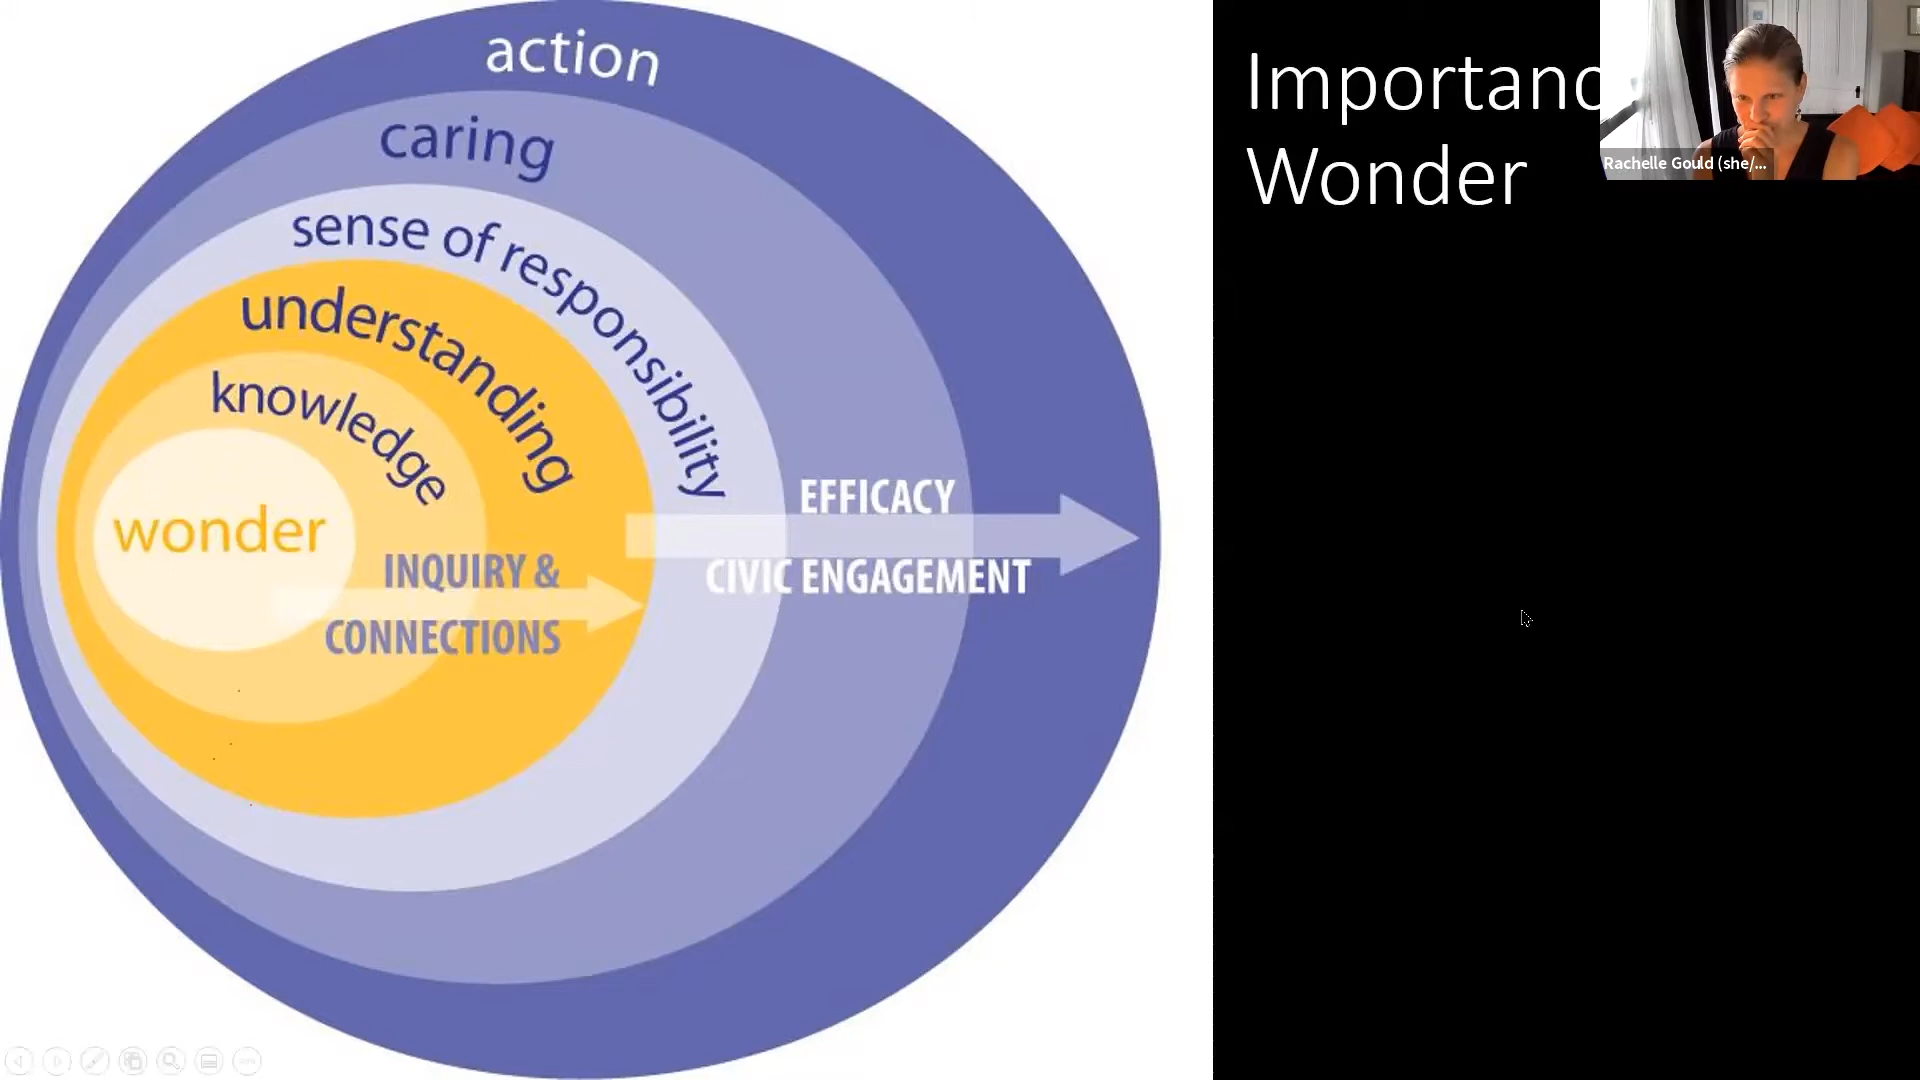 action
caring
sense of responsibility
understanding
knowledge
wonder
INQUIRY &
CONNECTIONS
EFFICACY
CIVIC ENGAGEMENT
Importanc
Wonder
Rachelle Gould (she/...